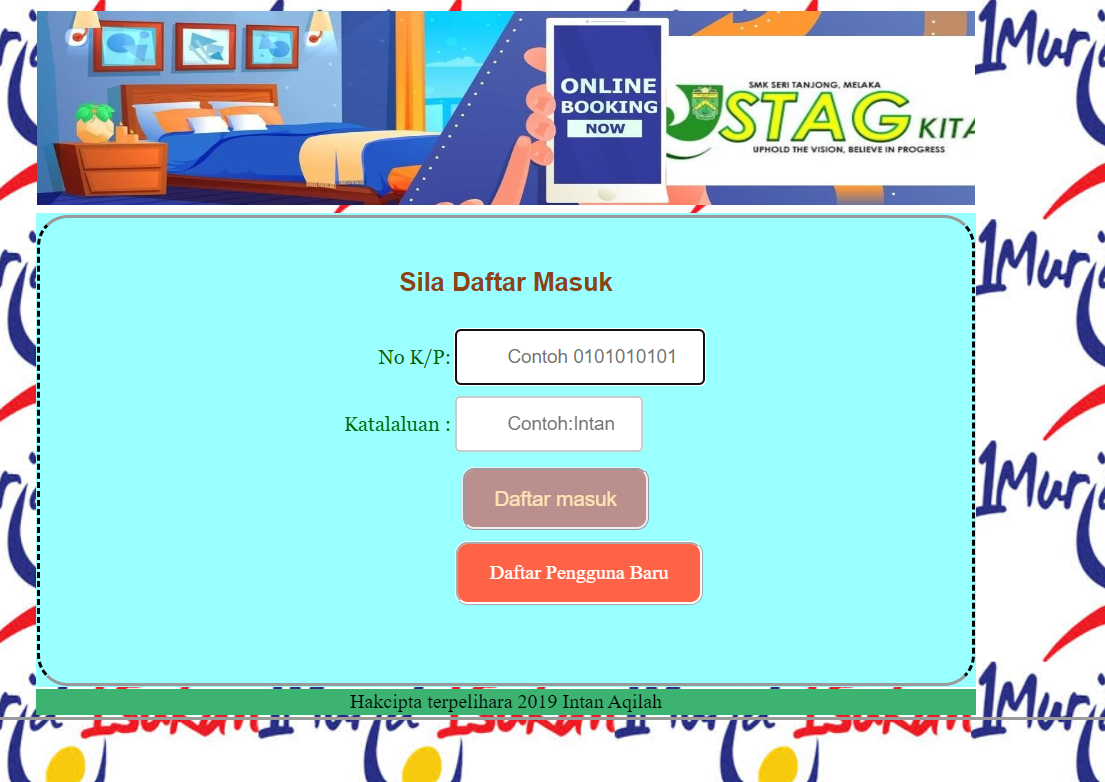 ONLINE
BOOKING
NOW
SMK SERI TANJONG, MELAKA
STAG KITA
UPHOLD THE VISION, BELIEVE IN PROGRESS
Sila Daftar Masuk
No K/P: Contoh 0101010101
Katalaluan : Contoh:Intan
Daftar masuk
Daftar Pengguna Baru
Hakcipta terpelihara 2019 Intan Aqilah